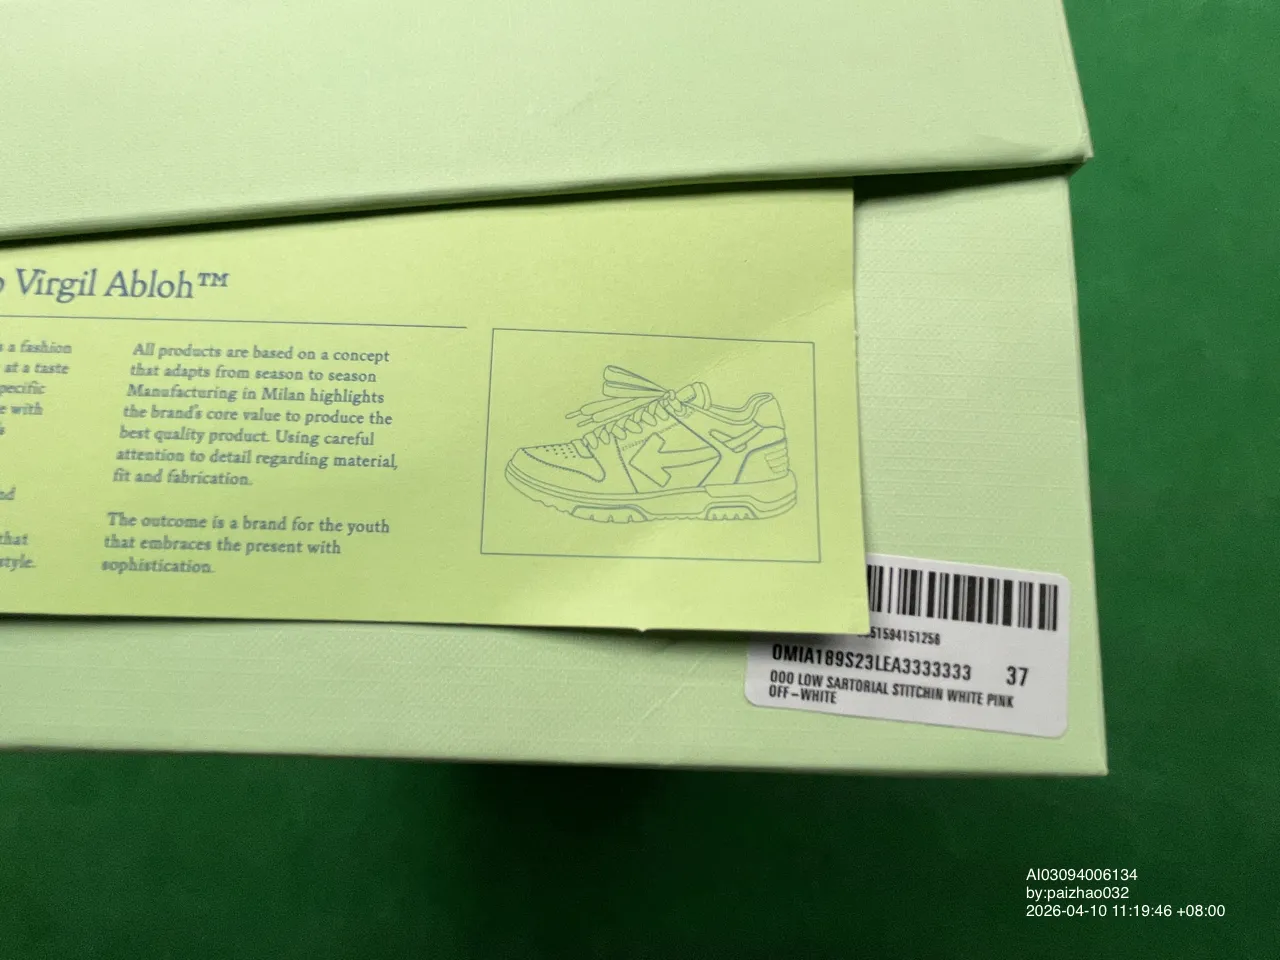 Virgil Abloh™
s a fashion
at a taste
pecific
e with
nd
that
style.
All products are based on a concept
that adapts from season to season
Manufacturing in Milan highlights
the brand's core value to produce the
best quality product. Using careful
attention to detail regarding material,
fit and fabrication.
The outcome is a brand for the youth
that embraces the present with
sophistication.
51594151256
OMIA189S23LEA3333333 37
OOO LOW SARTORIAL STITCHIN WHITE PINK
OFF-WHITE
AI03094006134
by:paizhao032
2026-04-10 11:19:46 +08:00